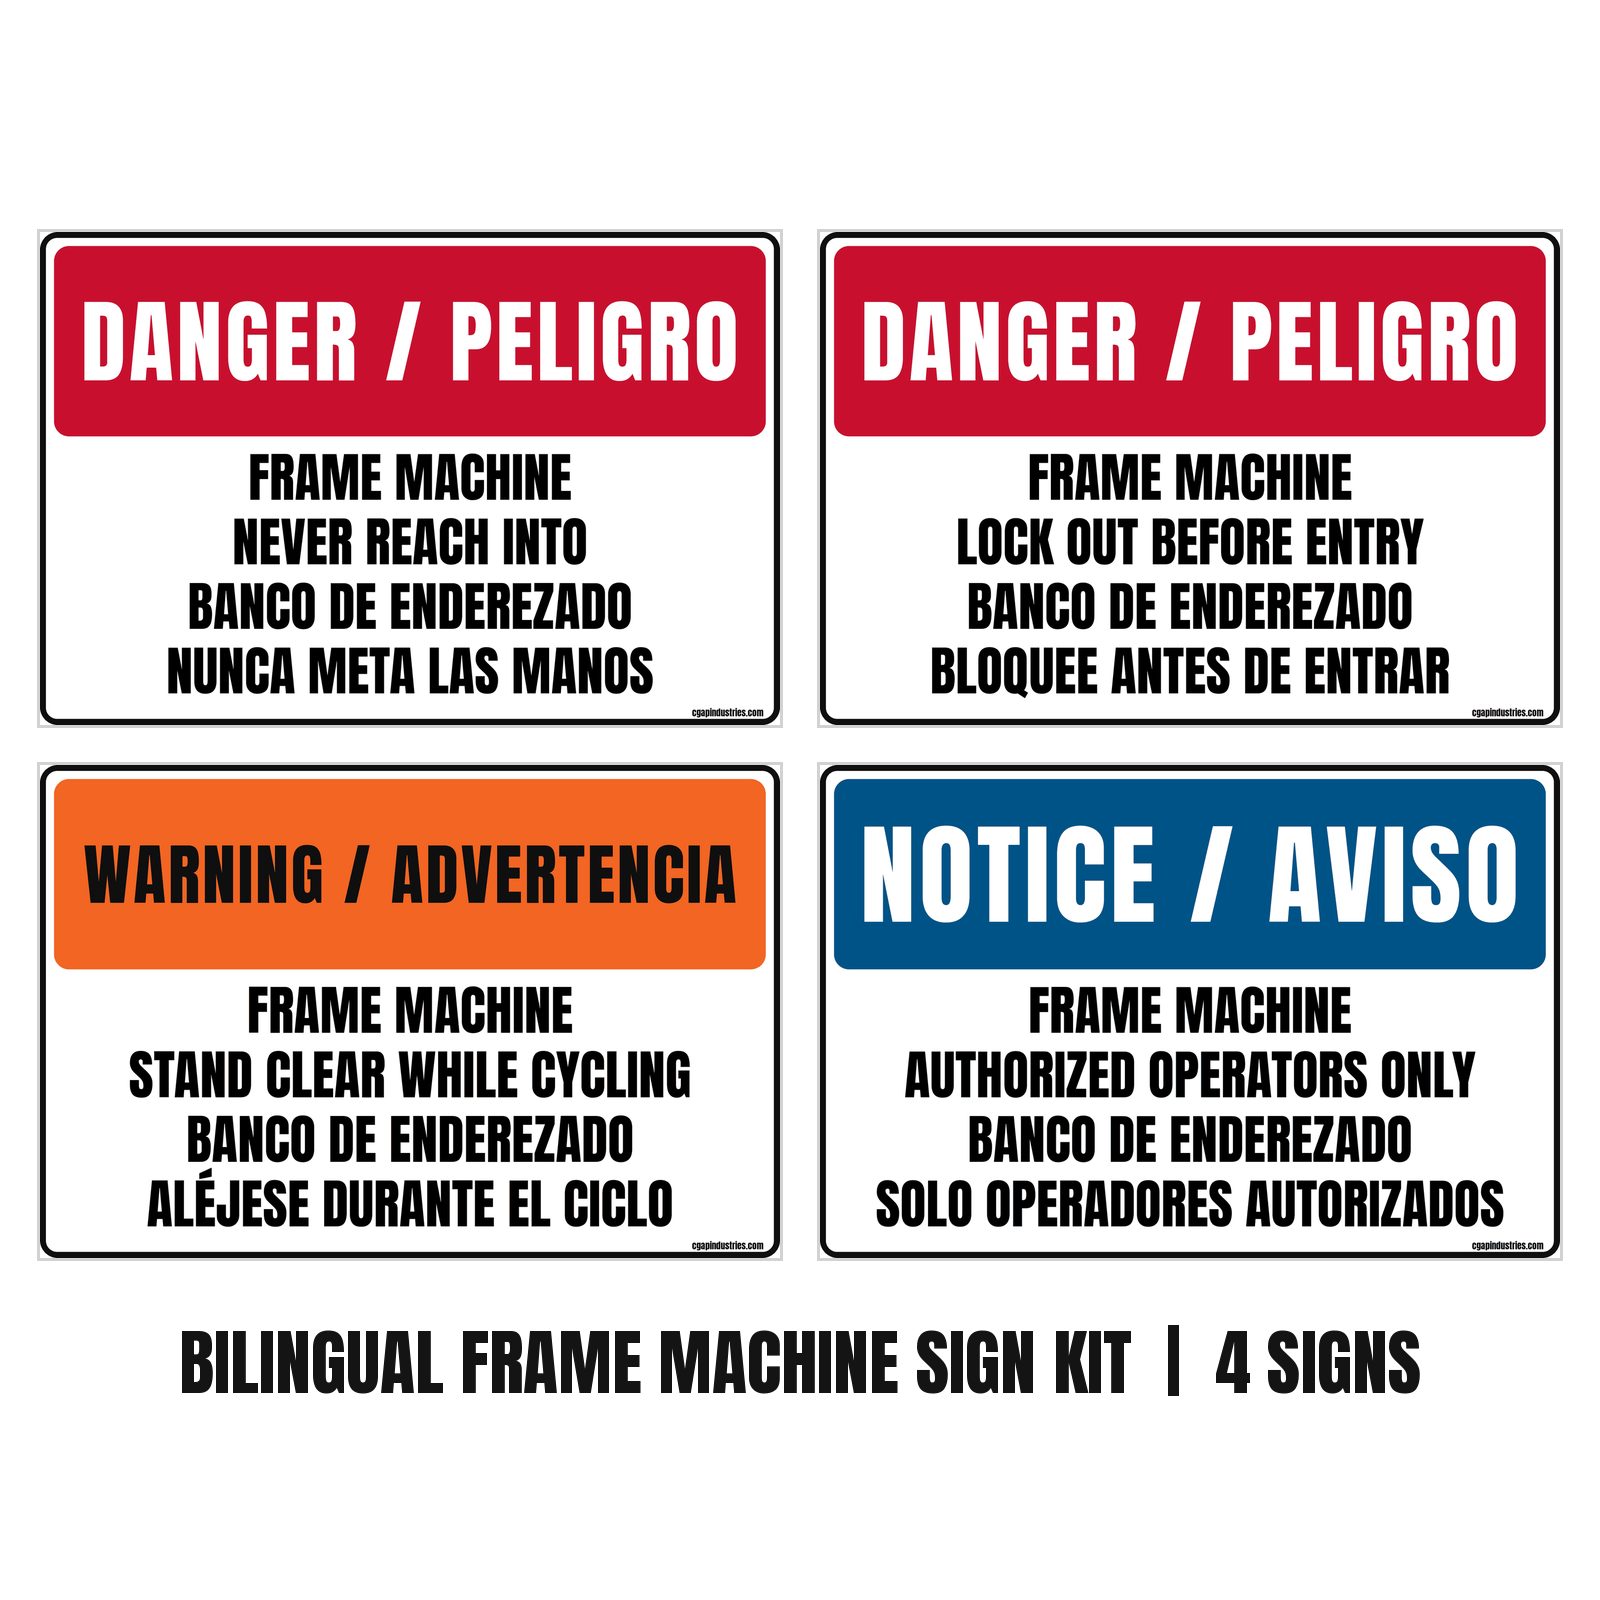 DANGER / PELIGRO
FRAME MACHINE
NEVER REACH INTO
BANCO DE ENDEREZADO
NUNCA META LAS MANOS
cgapindustries.com
DANGER / PELIGRO
FRAME MACHINE
LOCK OUT BEFORE ENTRY
BANCO DE ENDEREZADO
BLOQUEE ANTES DE ENTRAR
cgapindustries.com
WARNING / ADVERTENCIA
FRAME MACHINE
STAND CLEAR WHILE CYCLING
BANCO DE ENDEREZADO
ALÉJESE DURANTE EL CICLO
cgapindustries.com
NOTICE / AVISO
FRAME MACHINE
AUTHORIZED OPERATORS ONLY
BANCO DE ENDEREZADO
SOLO OPERADORES AUTORIZADOS
cgapindustries.com
BILINGUAL FRAME MACHINE SIGN KIT | 4 SIGNS